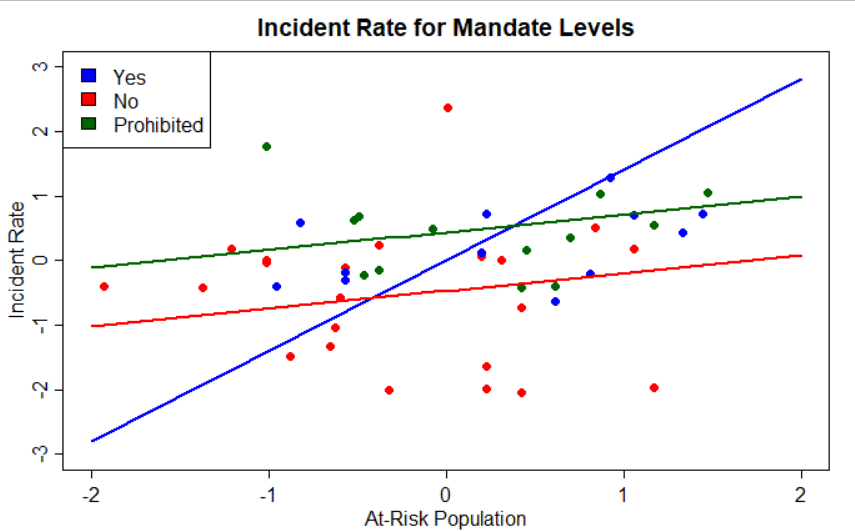 Incident Rate for Mandate Levels
Yes
No
Prohibited
3
2
1
0
-1
-2
-3
Incident Rate
-2 -1 0 1 2
At-Risk Population